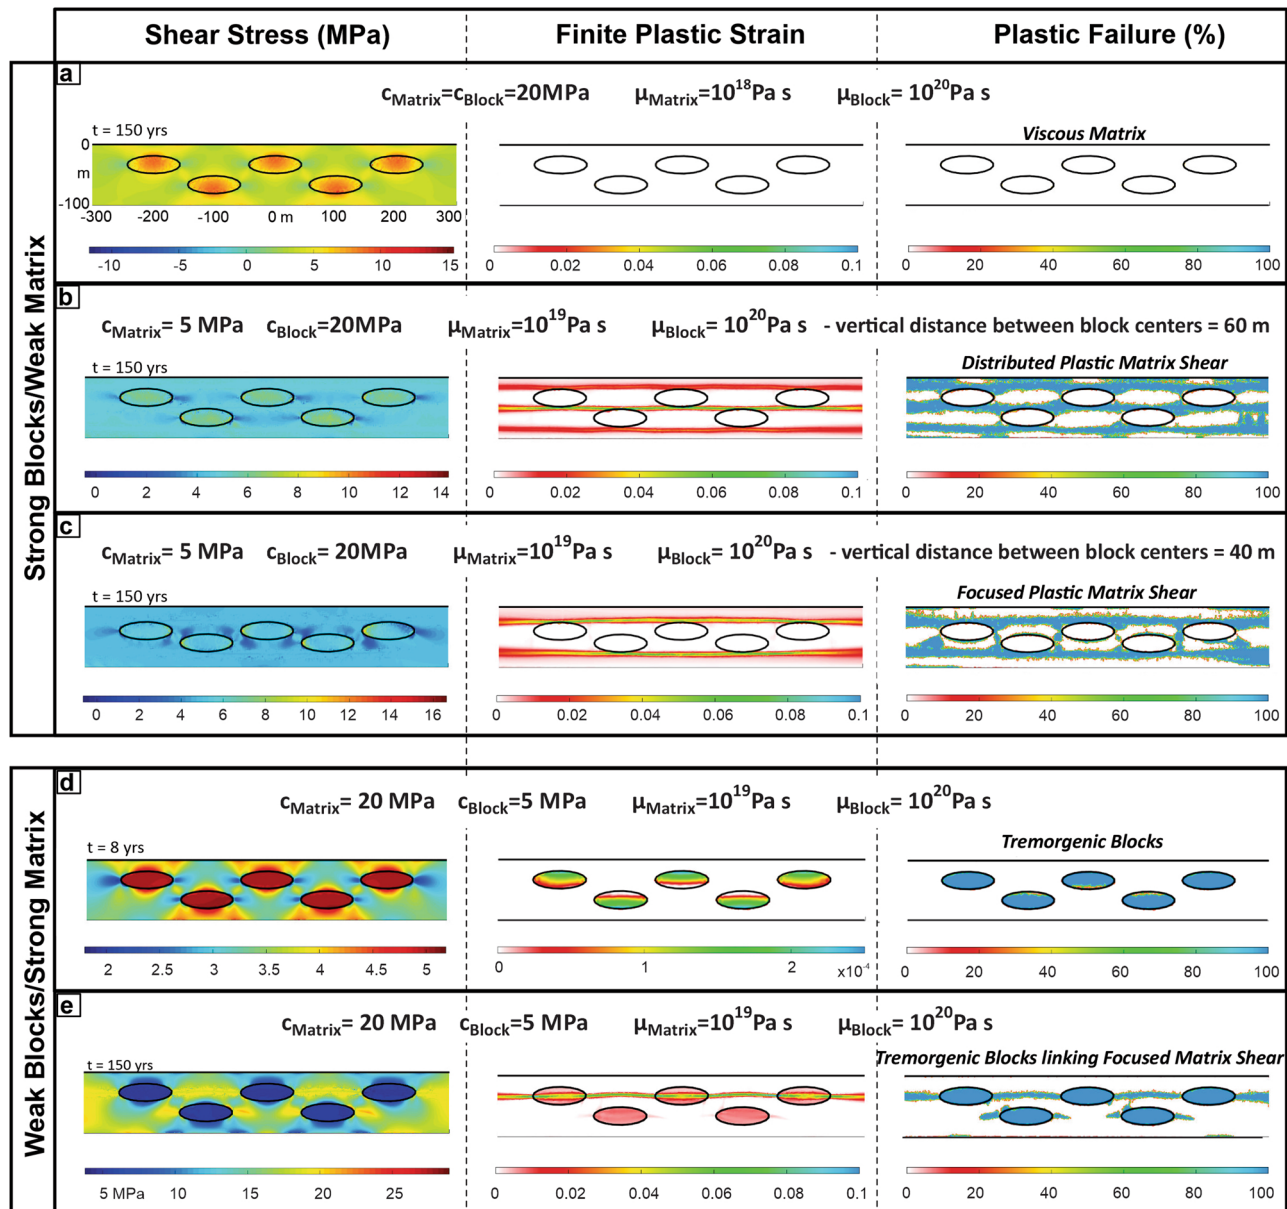 Shear Stress (MPa)
Finite Plastic Strain
Plastic Failure (%)
Strong Blocks/Weak Matrix
a
cMatrix=cBlock=20MPa μMatrix=10^18Pa s μBlock= 10^20Pa s
t = 150 yrs
Viscous Matrix
0
m
-100
-300 -200 -100 0 m 100 200 300
-10 -5 0 5 10 15
0 0.02 0.04 0.06 0.08 0.1
0 20 40 60 80 100
b
cMatrix= 5 MPa cBlock=20MPa μMatrix=10^19Pa s μBlock= 10^20Pa s - vertical distance between block centers = 60 m
t = 150 yrs
Distributed Plastic Matrix Shear
0 2 4 6 8 10 12 14
0 0.02 0.04 0.06 0.08 0.1
0 20 40 60 80 100
c
cMatrix= 5 MPa cBlock= 20MPa μMatrix=10^19Pa s μBlock= 10^20Pa s - vertical distance between block centers = 40 m
t = 150 yrs
Focused Plastic Matrix Shear
0 2 4 6 8 10 12 14 16
0 0.02 0.04 0.06 0.08 0.1
0 20 40 60 80 100
Weak Blocks/Strong Matrix
d
cMatrix= 20 MPa cBlock=5 MPa μMatrix=10^19Pa s μBlock= 10^20Pa s
t = 8 yrs
Tremorgenic Blocks
2 2.5 3 3.5 4 4.5 5
0 1 2 x10^-4
0 20 40 60 80 100
e
cMatrix= 20 MPa cBlock=5 MPa μMatrix=10^19Pa s μBlock= 10^20Pa s
t = 150 yrs
Tremorgenic Blocks linking Focused Matrix Shear
5 MPa 10 15 20 25
0 0.02 0.04 0.06 0.08 0.1
0 20 40 60 80 100